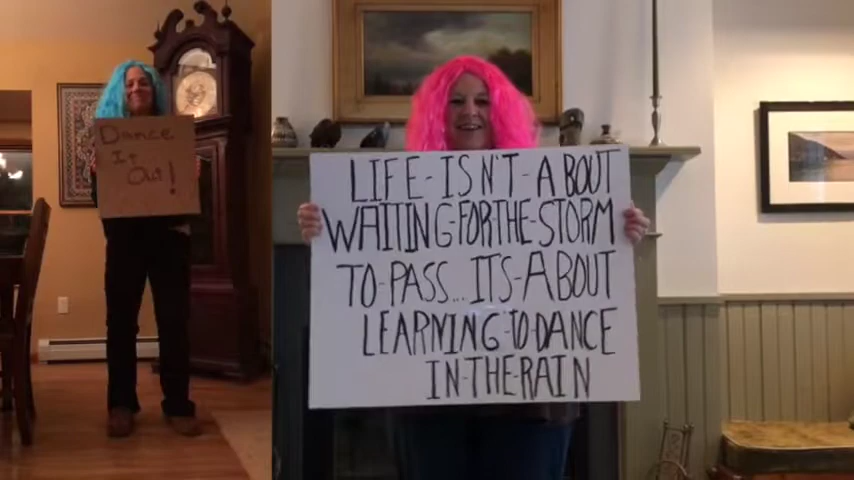 Dance
It
Out!
LIFE-ISN'T-ABOUT
WAITING-FOR-THE-STORM
TO-PASS...IT'S-ABOUT
LEARNING-TO-DANCE
IN-THE-RAIN